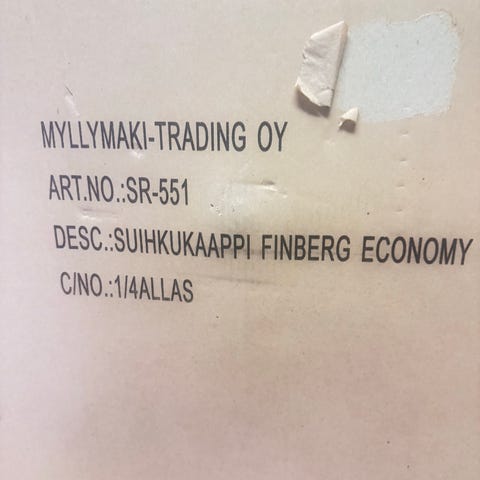 MYLLYMAKI-TRADING OY
ART.NO.:SR-551
DESC.:SUIHKUKAAPPI FINBERG ECONOMY
C/NO.:1/4ALLAS